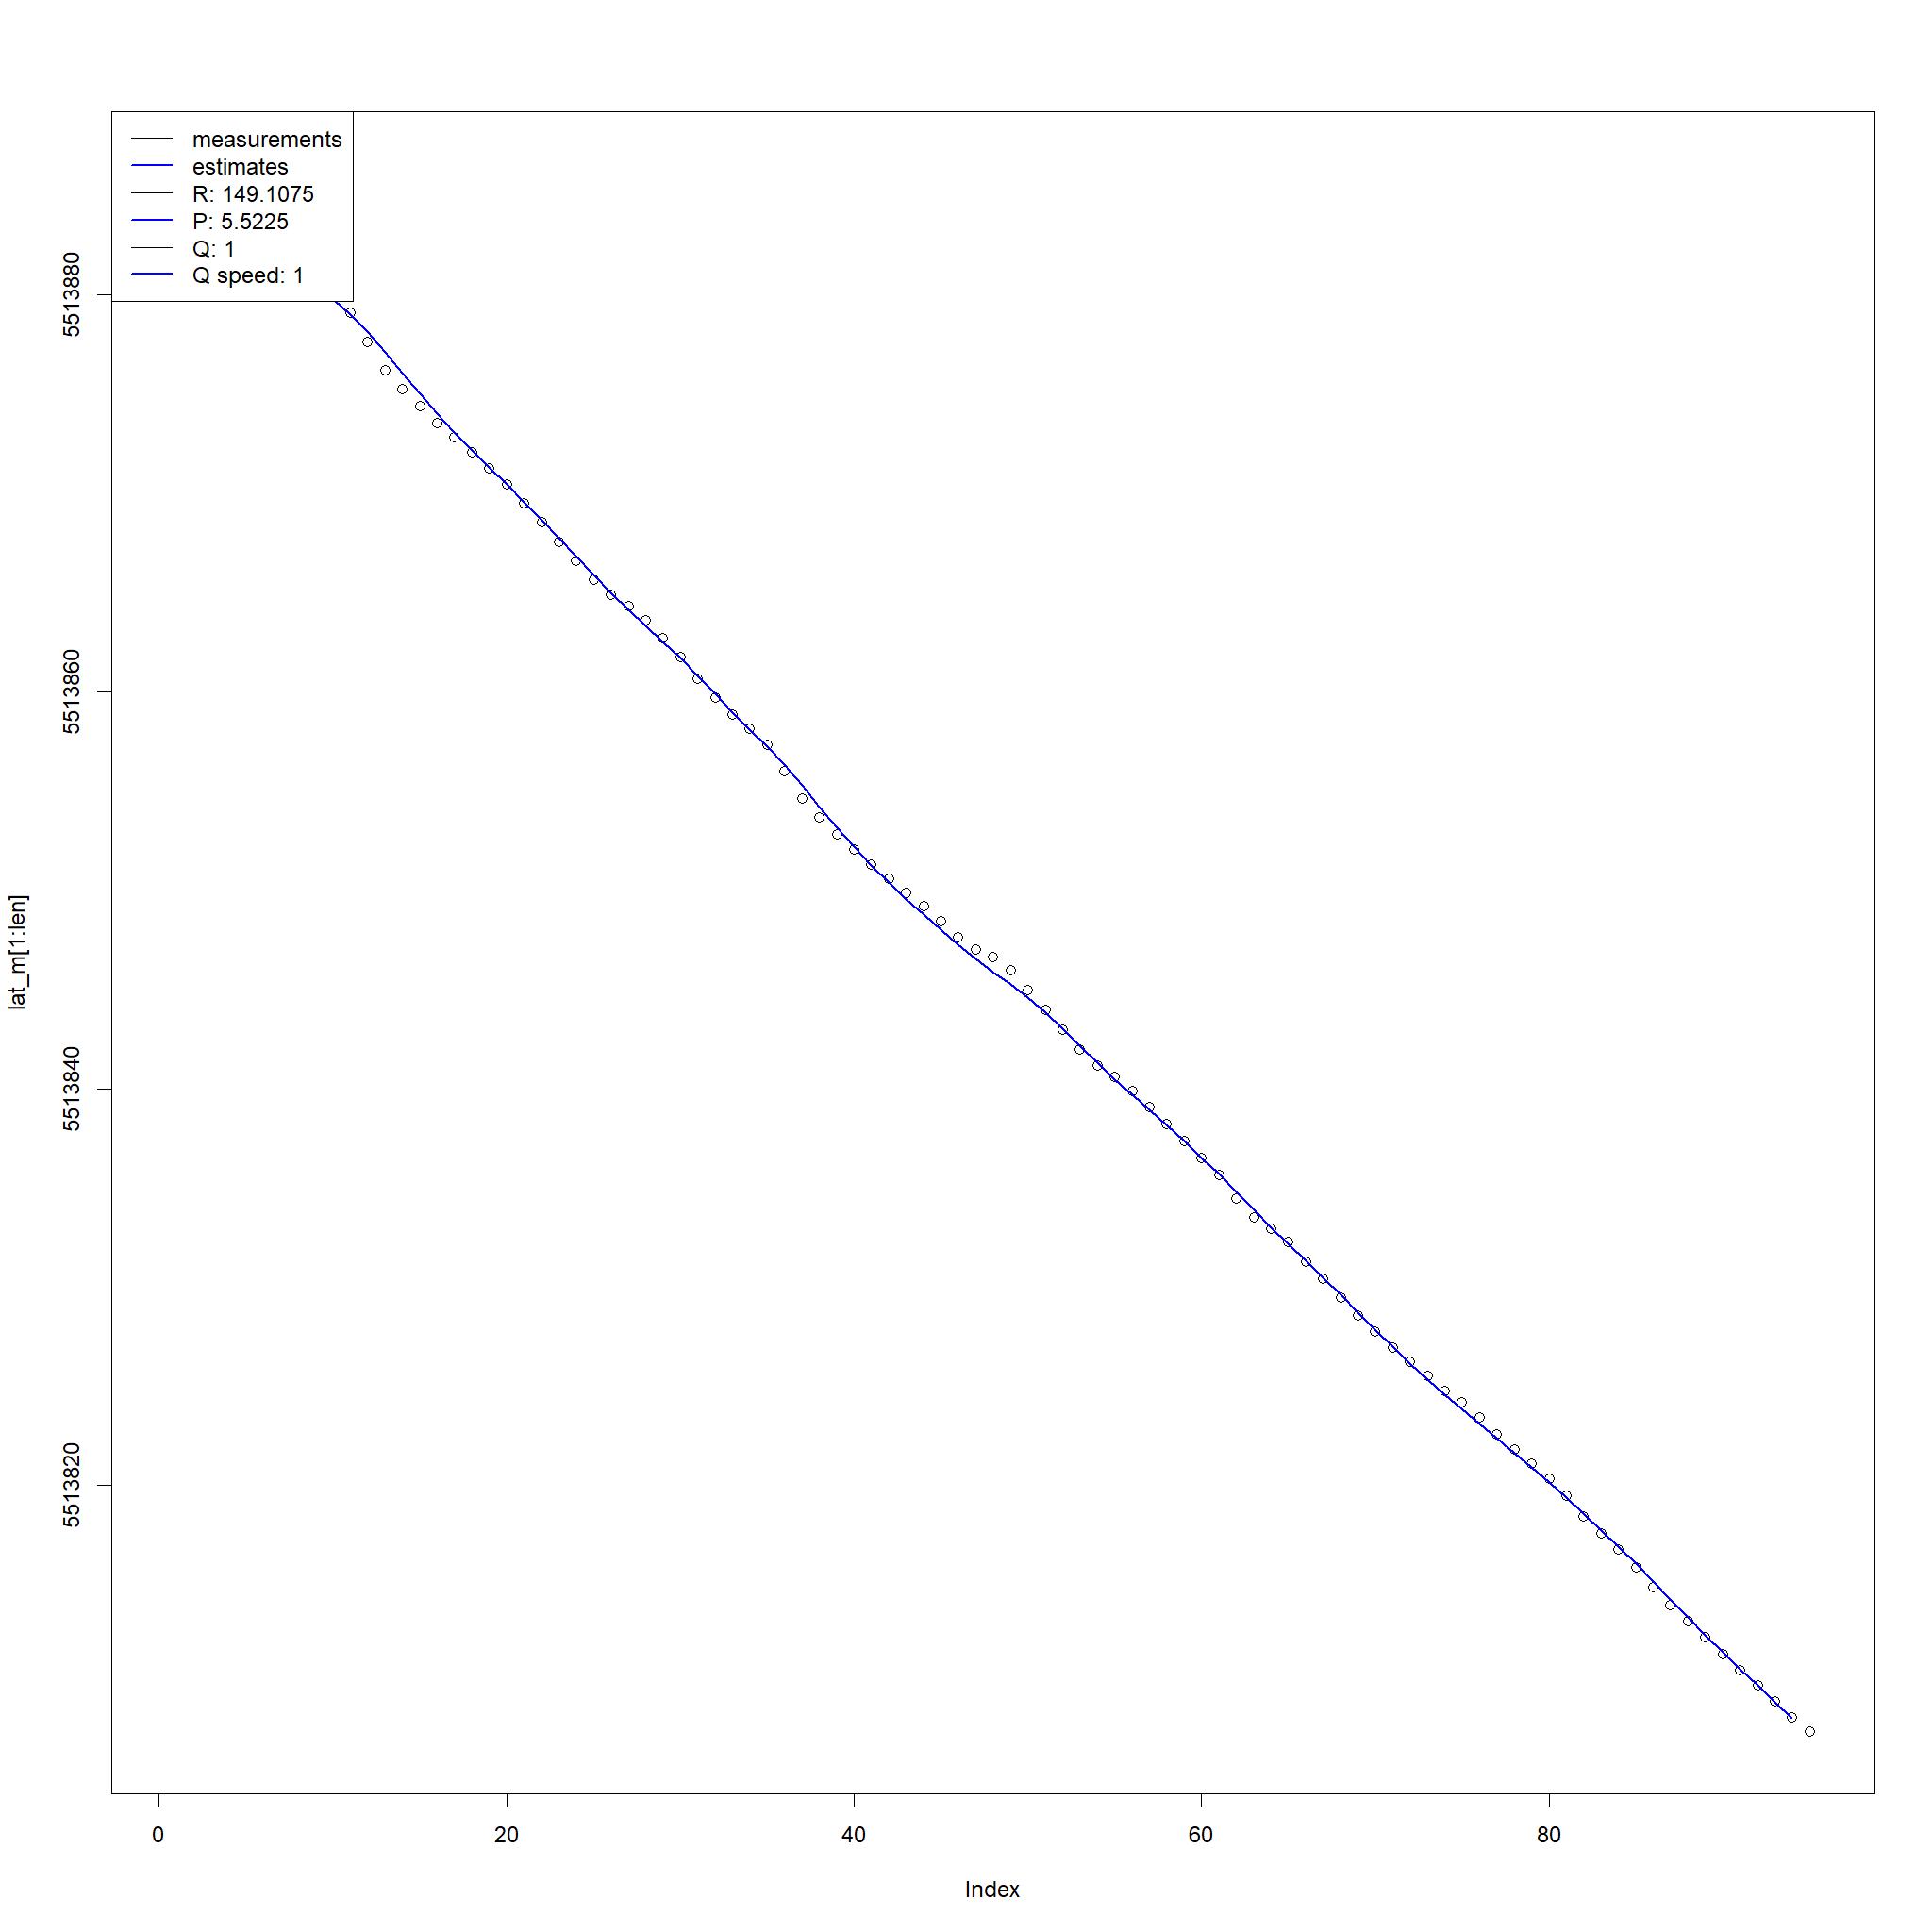 measurements
estimates
R: 149.1075
P: 5.5225
Q: 1
Q speed: 1
5513880
5513860
5513840
5513820
lat_m[1:len]
0 20 40 60 80
Index